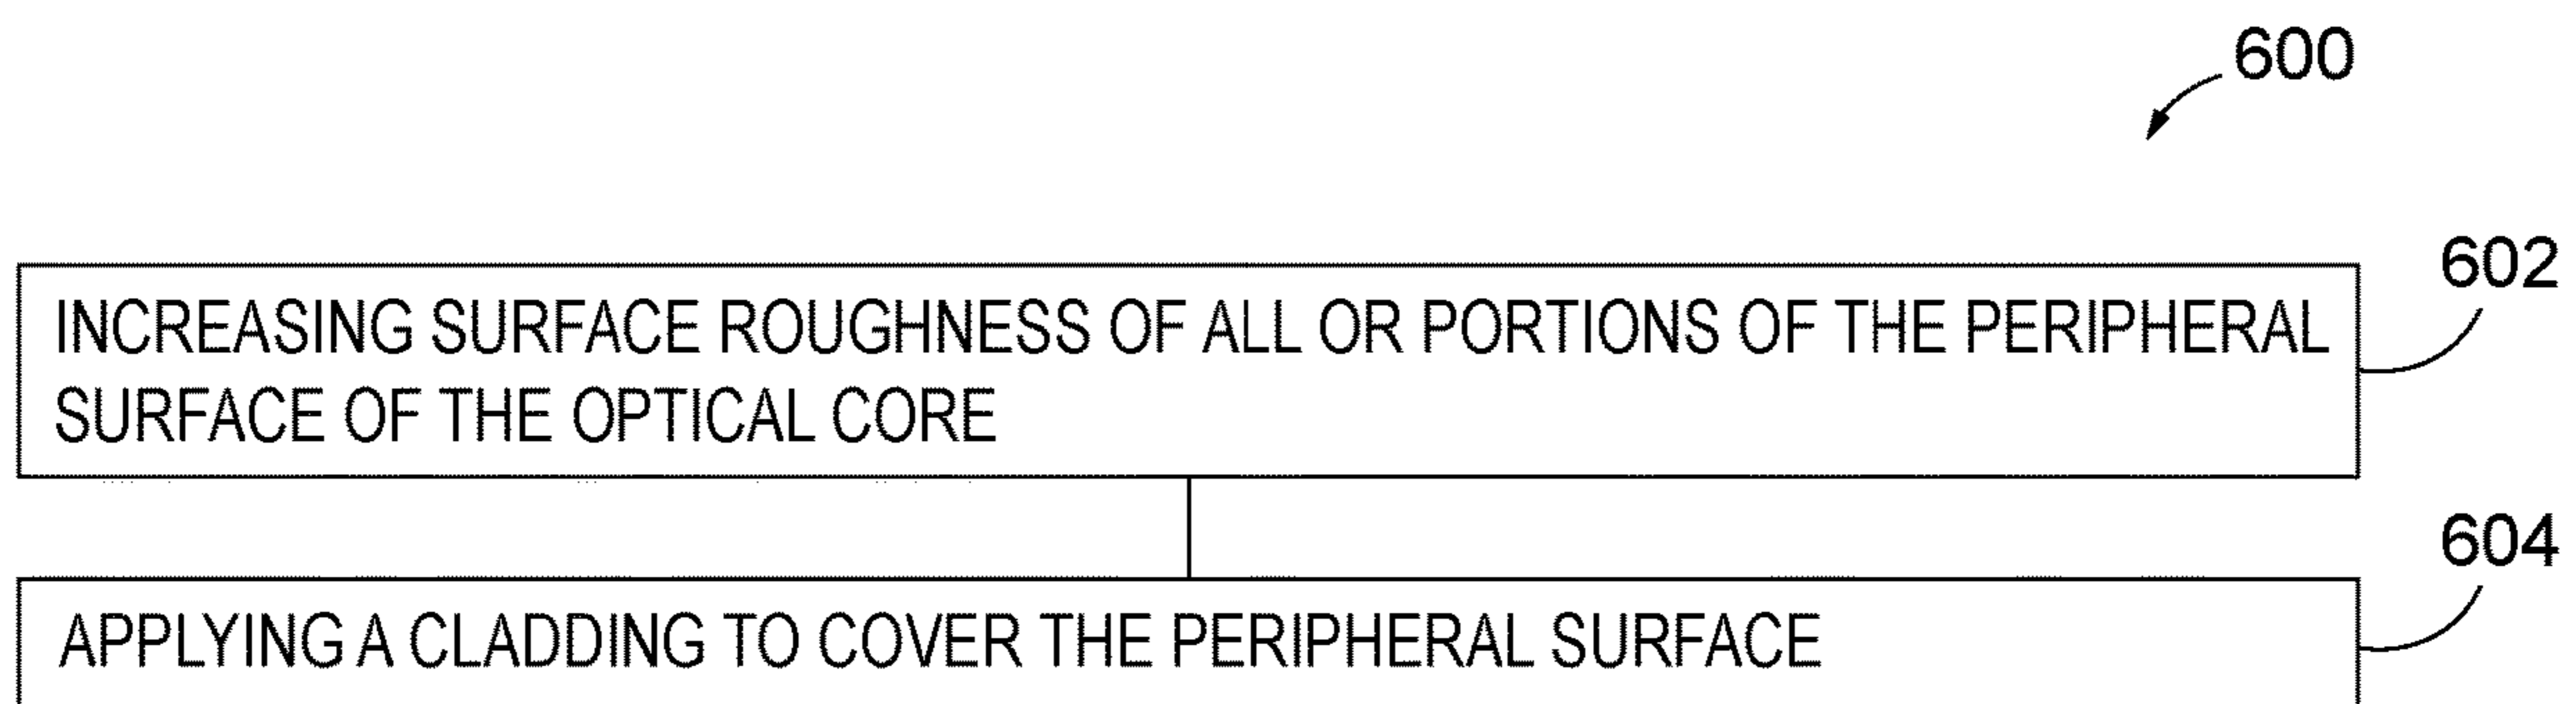 600
602
INCREASING SURFACE ROUGHNESS OF ALL OR PORTIONS OF THE PERIPHERAL
SURFACE OF THE OPTICAL CORE
604
APPLYING A CLADDING TO COVER THE PERIPHERAL SURFACE